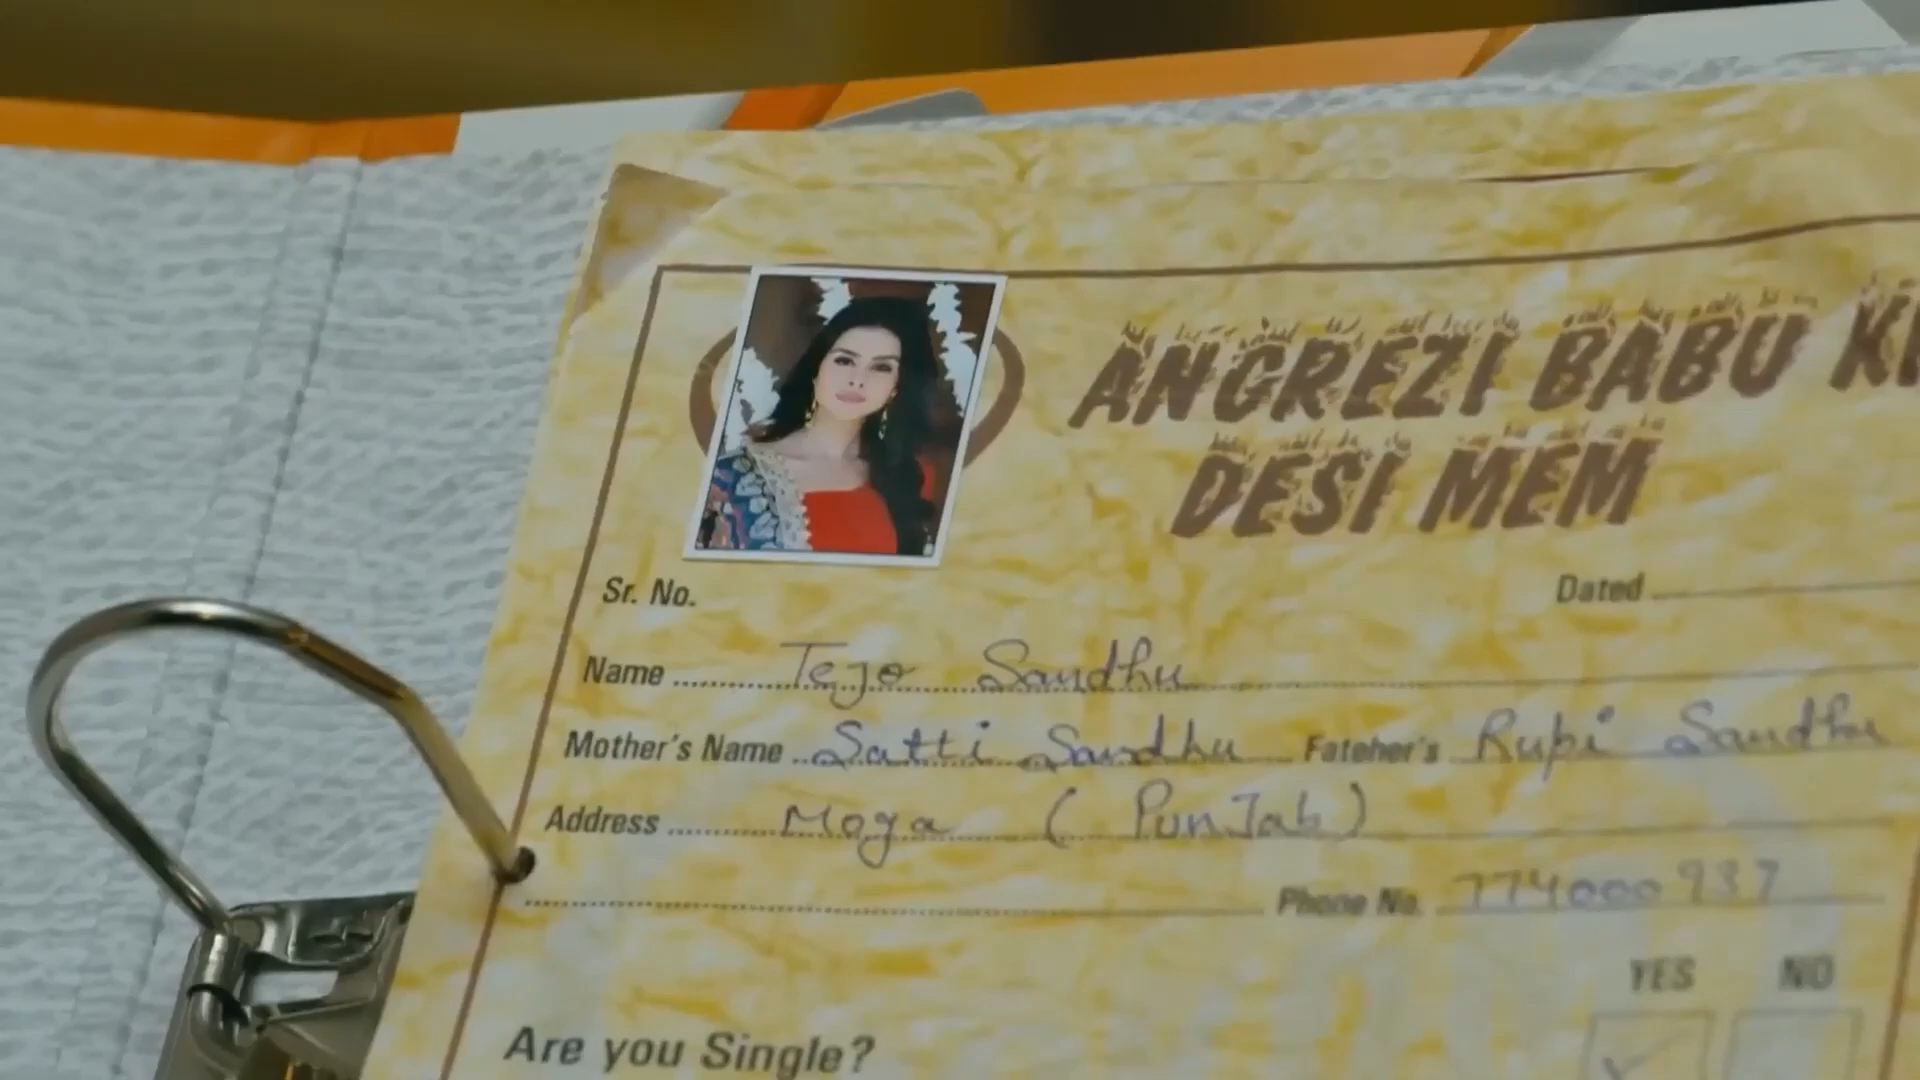 ANGREZI BABU KI
DESI MEM
Sr. No.
Dated
Name Tejo Sandhu
Mother's Name Satti Sandhu Fateher's Rupi Sandhu
Address Moga (PunJab)
Phone No. 774000937
YES NO
Are you Single?